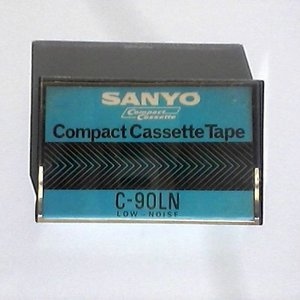 SANYO
Compact
Cassette
Compact Cassette Tape
C-90LN
LOW-NOISE